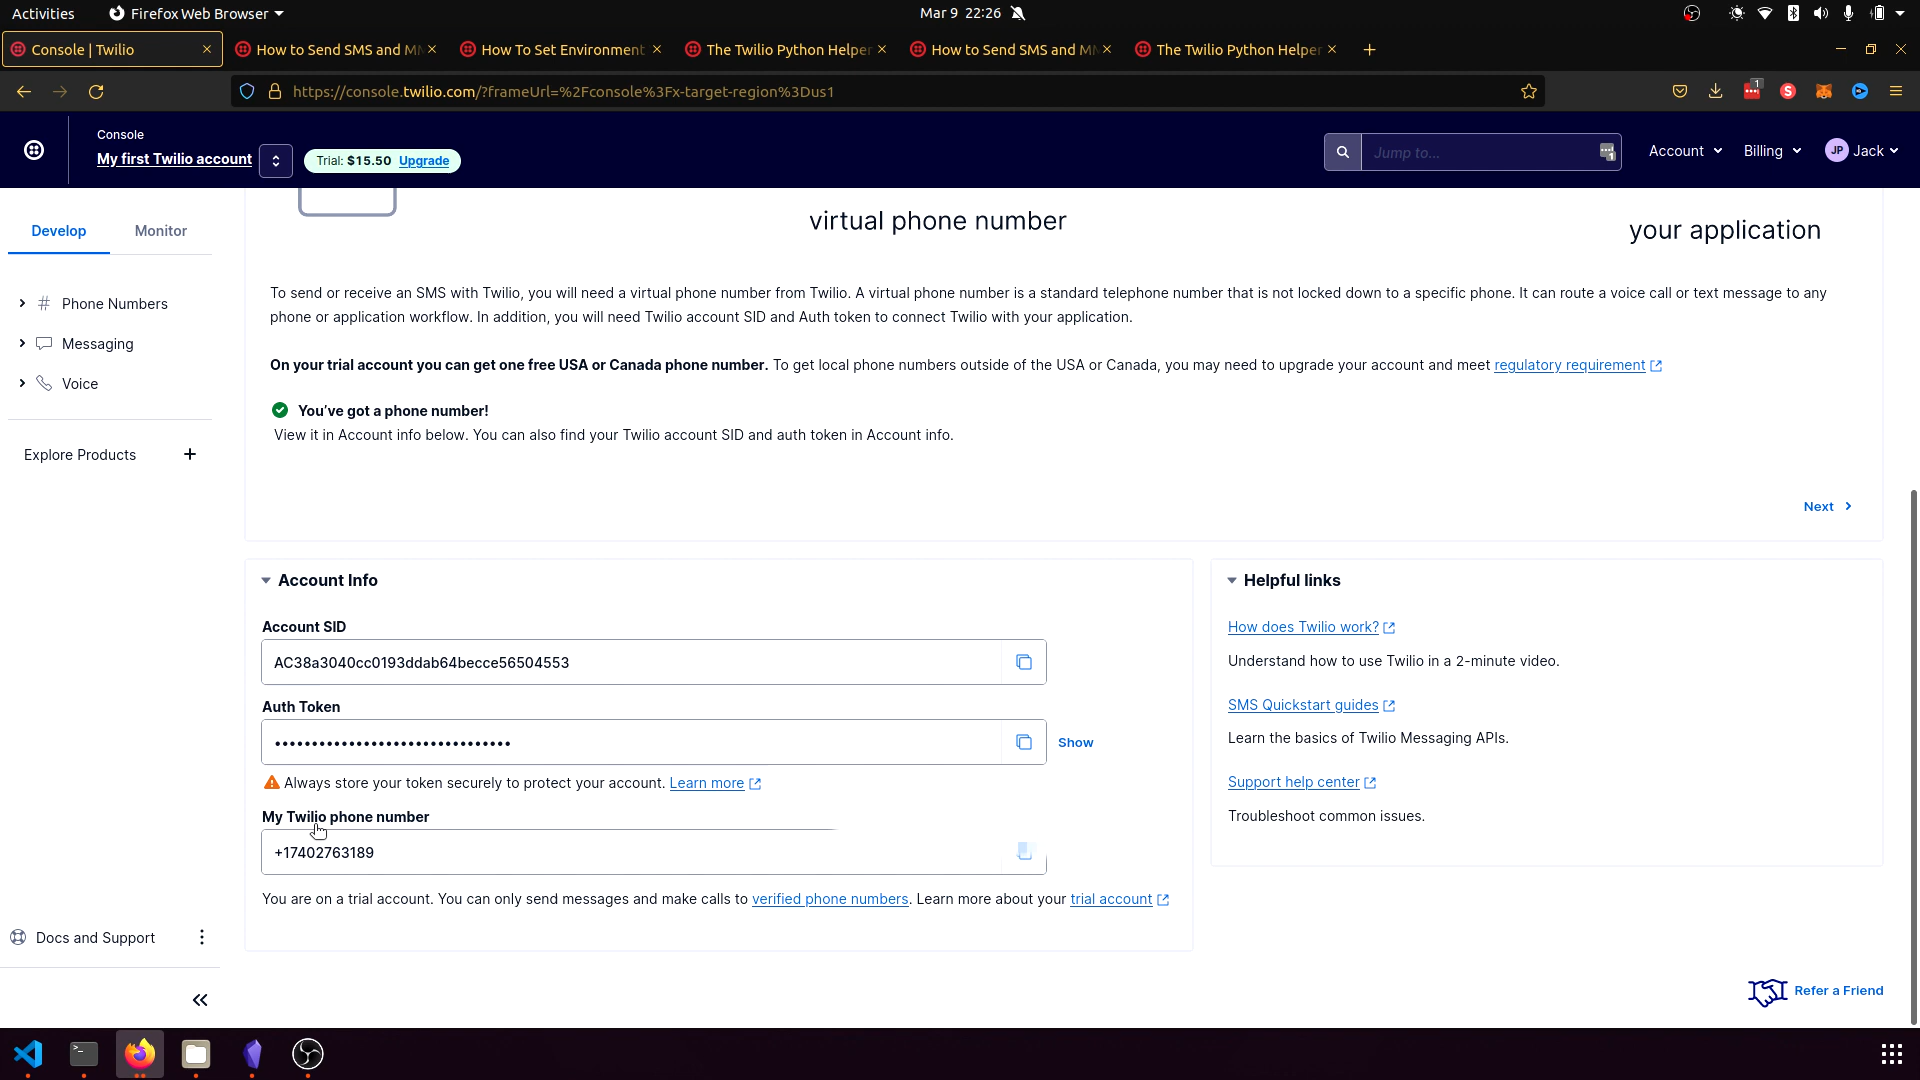 Activities
Firefox Web Browser
Mar 9 22:26
Console | Twilio
How to Send SMS and MM
How To Set Environment
The Twilio Python Helper
How to Send SMS and MM
The Twilio Python Helper
https://console.twilio.com/?frameUrl=%2Fconsole%3Fx-target-region%3Dus1
1
S
Console
My first Twilio account
Trial: $15.50 Upgrade
Jump to...
1
Account
Billing
JP
Jack
Develop
Monitor
Phone Numbers
Messaging
Voice
Explore Products
Docs and Support
virtual phone number
your application
To send or receive an SMS with Twilio, you will need a virtual phone number from Twilio. A virtual phone number is a standard telephone number that is not locked down to a specific phone. It can route a voice call or text message to any
phone or application workflow. In addition, you will need Twilio account SID and Auth token to connect Twilio with your application.
On your trial account you can get one free USA or Canada phone number. To get local phone numbers outside of the USA or Canada, you may need to upgrade your account and meet regulatory requirement
You've got a phone number!
View it in Account info below. You can also find your Twilio account SID and auth token in Account info.
Next
Account Info
Account SID
AC38a3040cc0193ddab64becce56504553
Auth Token
••••••••••••••••••••••••••••••••
Show
Always store your token securely to protect your account. Learn more
My Twilio phone number
+17402763189
You are on a trial account. You can only send messages and make calls to verified phone numbers. Learn more about your trial account
Helpful links
How does Twilio work?
Understand how to use Twilio in a 2-minute video.
SMS Quickstart guides
Learn the basics of Twilio Messaging APIs.
Support help center
Troubleshoot common issues.
Refer a Friend